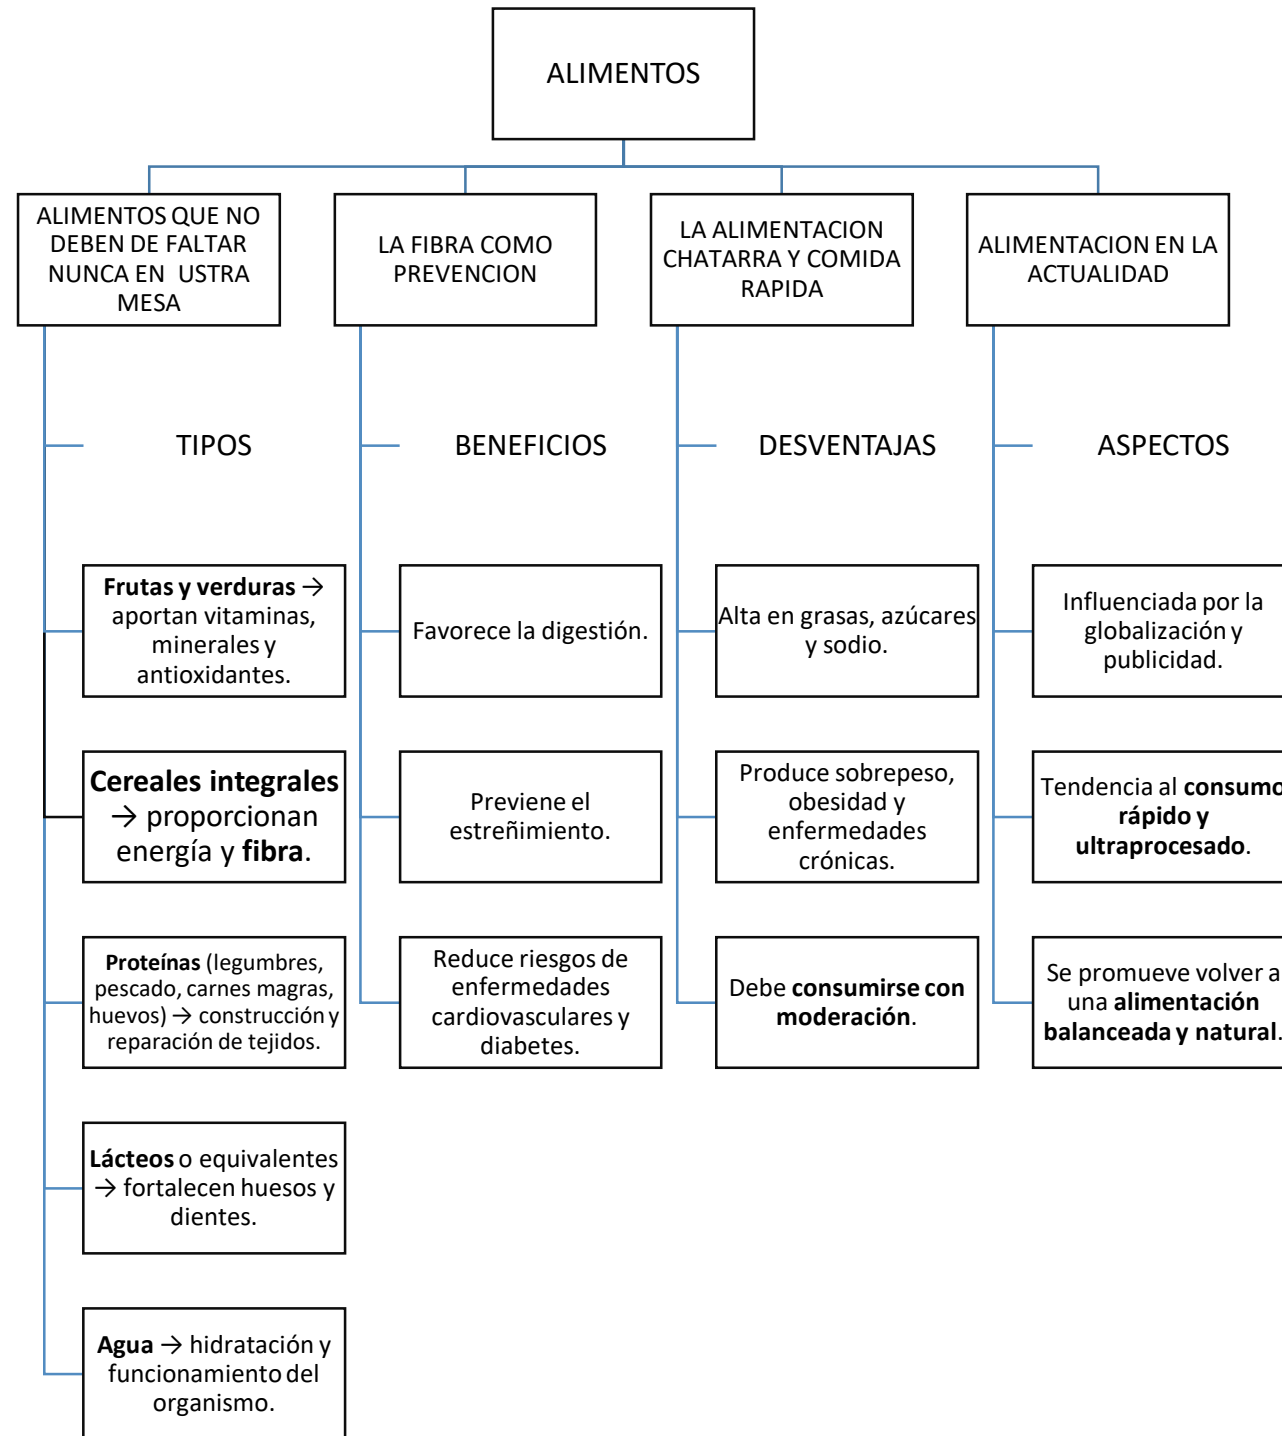 ALIMENTOS
ALIMENTOS QUE NO
DEBEN DE FALTAR
NUNCA EN USTRA
MESA
TIPOS
Frutas y verduras →
aportan vitaminas,
minerales y
antioxidantes.
Cereales integrales
→ proporcionan
energía y fibra.
Proteínas (legumbres,
pescado, carnes magras,
huevos) → construcción y
reparación de tejidos.
Lácteos o equivalentes
→ fortalecen huesos y
dientes.
Agua → hidratación y
funcionamiento del
organismo.
LA FIBRA COMO
PREVENCION
BENEFICIOS
Favorece la digestión.
Previene el
estreñimiento.
Reduce riesgos de
enfermedades
cardiovasculares y
diabetes.
LA ALIMENTACION
CHATARRA Y COMIDA
RAPIDA
DESVENTAJAS
Alta en grasas, azúcares
y sodio.
Produce sobrepeso,
obesidad y
enfermedades
crónicas.
Debe consumirse con
moderación.
ALIMENTACION EN LA
ACTUALIDAD
ASPECTOS
Influenciada por la
globalización y
publicidad.
Tendencia al consumo
rápido y
ultraprocesado.
Se promueve volver a
una alimentación
balanceada y natural.